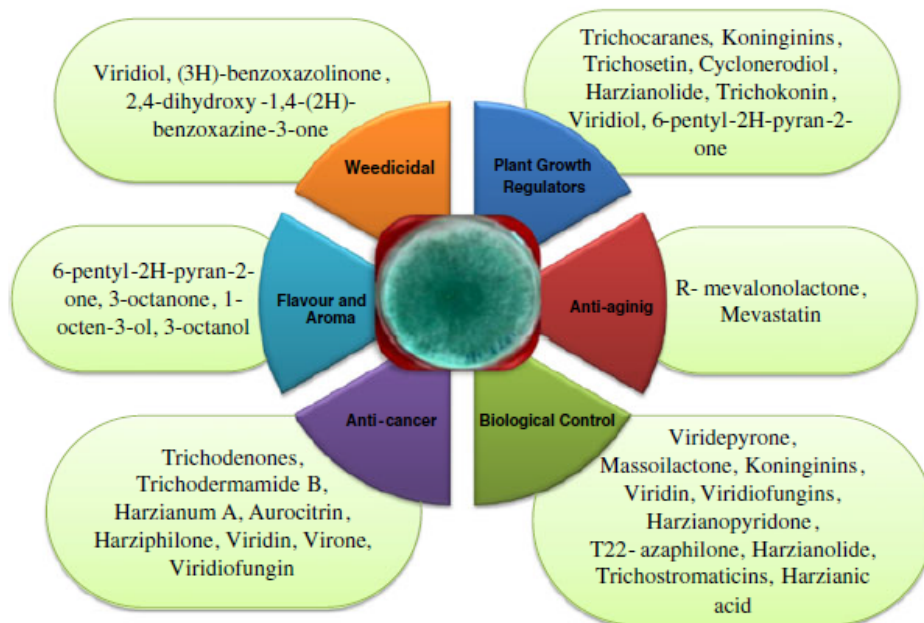 Viridiol, (3H)-benzoxazolinone,
2,4-dihydroxy-1,4-(2H)-
benzoxazine-3-one
Trichocaranes, Koninginins,
Trichosetin, Cyclonerodiol,
Harzianolide, Trichokonin,
Viridiol, 6-pentyl-2H-pyran-2-
one
Weedicidal
Plant Growth
Regulators
6-pentyl-2H-pyran-2-
one, 3-octanone, 1-
octen-3-ol, 3-octanol
Flavour and
Aroma
Anti-aginig
R- mevalonolactone,
Mevastatin
Anti-cancer
Biological Control
Trichodenones,
Trichodermamide B,
Harzianum A, Aurocitrin,
Harziphilone, Viridin, Virone,
Viridiofungin
Viridepyrone,
Massoilactone, Koninginins,
Viridin, Viridiofungins,
Harzianopyridone,
T22- azaphilone, Harzianolide,
Trichostromaticins, Harzianic
acid